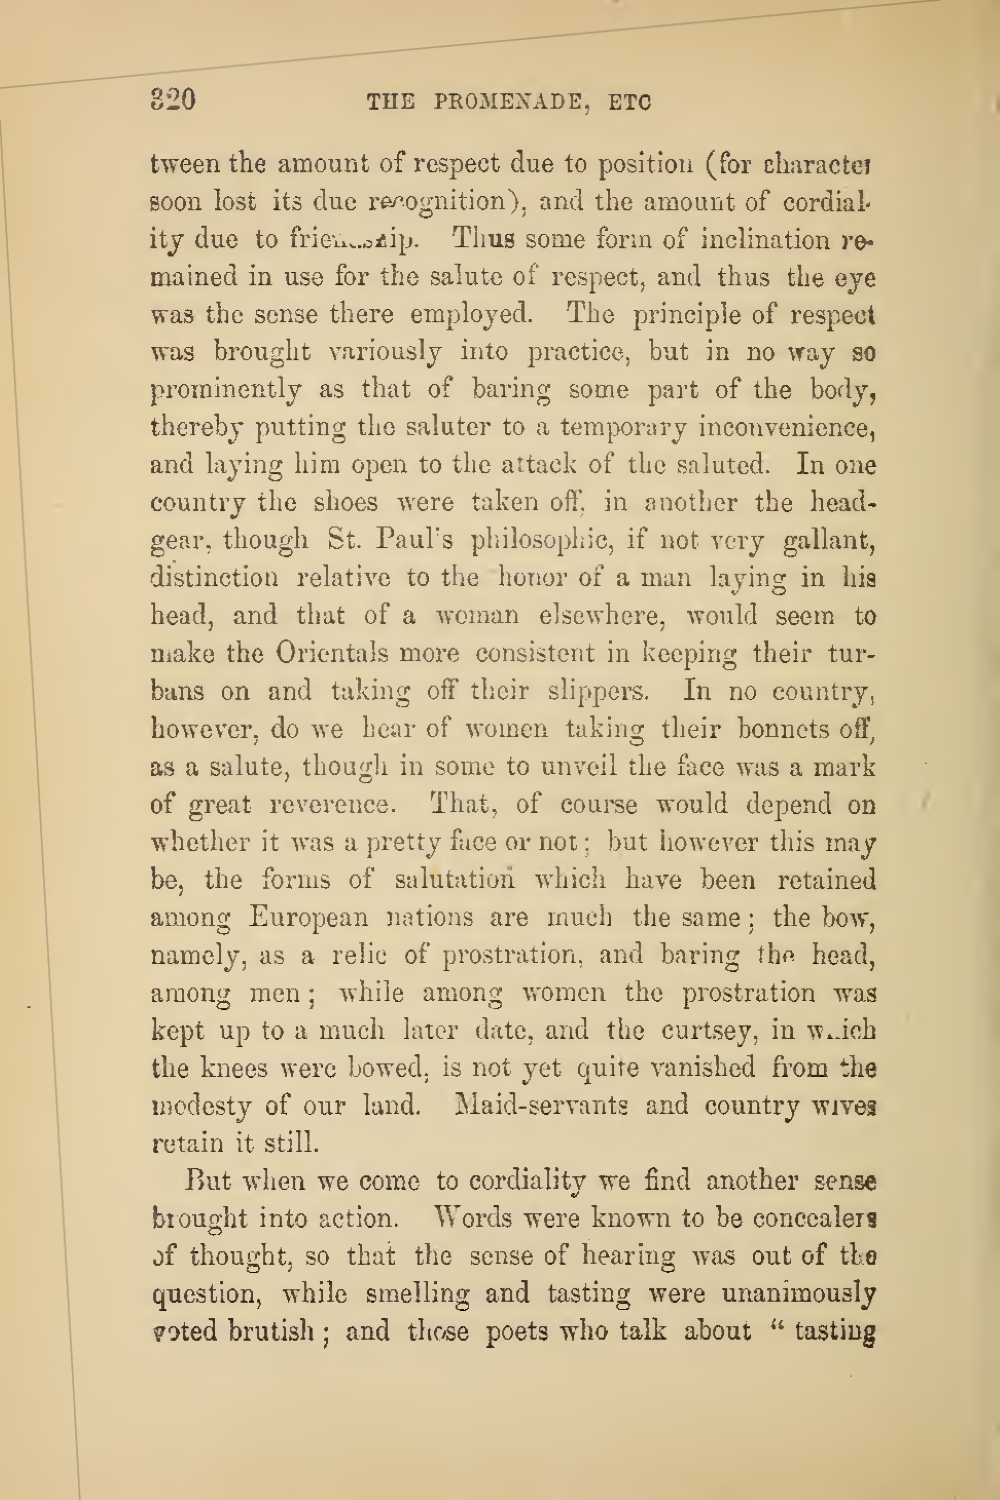 320 THE PROMENADE, ETC
tween the amount of respect due to position (for character
soon lost its due recognition), and the amount of cordial-
ity due to friendship. Thus some form of inclination re-
mained in use for the salute of respect, and thus the eye
was the sense there employed. The principle of respect
was brought variously into practice, but in no way so
prominently as that of baring some part of the body,
thereby putting the saluter to a temporary inconvenience,
and laying him open to the attack of the saluted. In one
country the shoes were taken off, in another the head-
gear, though St. Paul's philosophic, if not very gallant,
distinction relative to the honor of a man laying in his
head, and that of a woman elsewhere, would seem to
make the Orientals more consistent in keeping their tur-
bans on and taking off their slippers. In no country,
however, do we hear of women taking their bonnets off,
as a salute, though in some to unveil the face was a mark
of great reverence. That, of course would depend on
whether it was a pretty face or not; but however this may
be, the forms of salutation which have been retained
among European nations are much the same; the bow,
namely, as a relic of prostration, and baring the head,
among men; while among women the prostration was
kept up to a much later date, and the curtsey, in which
the knees were bowed, is not yet quite vanished from the
modesty of our land. Maid-servants and country wives
retain it still.
But when we come to cordiality we find another sense
brought into action. Words were known to be concealers
of thought, so that the sense of hearing was out of the
question, while smelling and tasting were unanimously
voted brutish; and those poets who talk about " tasting